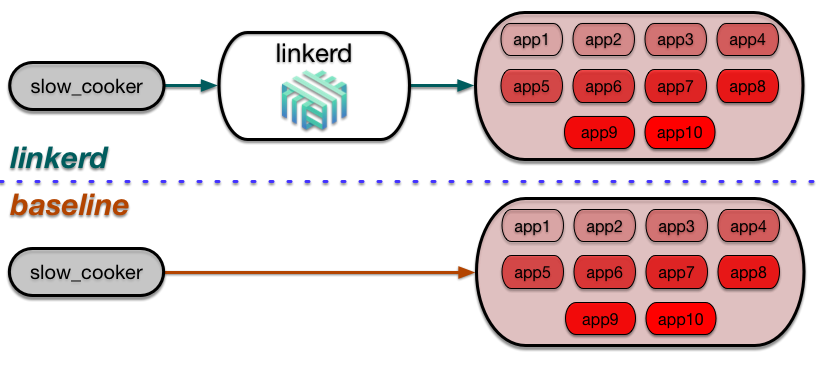 linkerd
slow_cooker
app1 app2 app3 app4
app5 app6 app7 app8
app9 app10
linkerd
baseline
slow_cooker
app1 app2 app3 app4
app5 app6 app7 app8
app9 app10